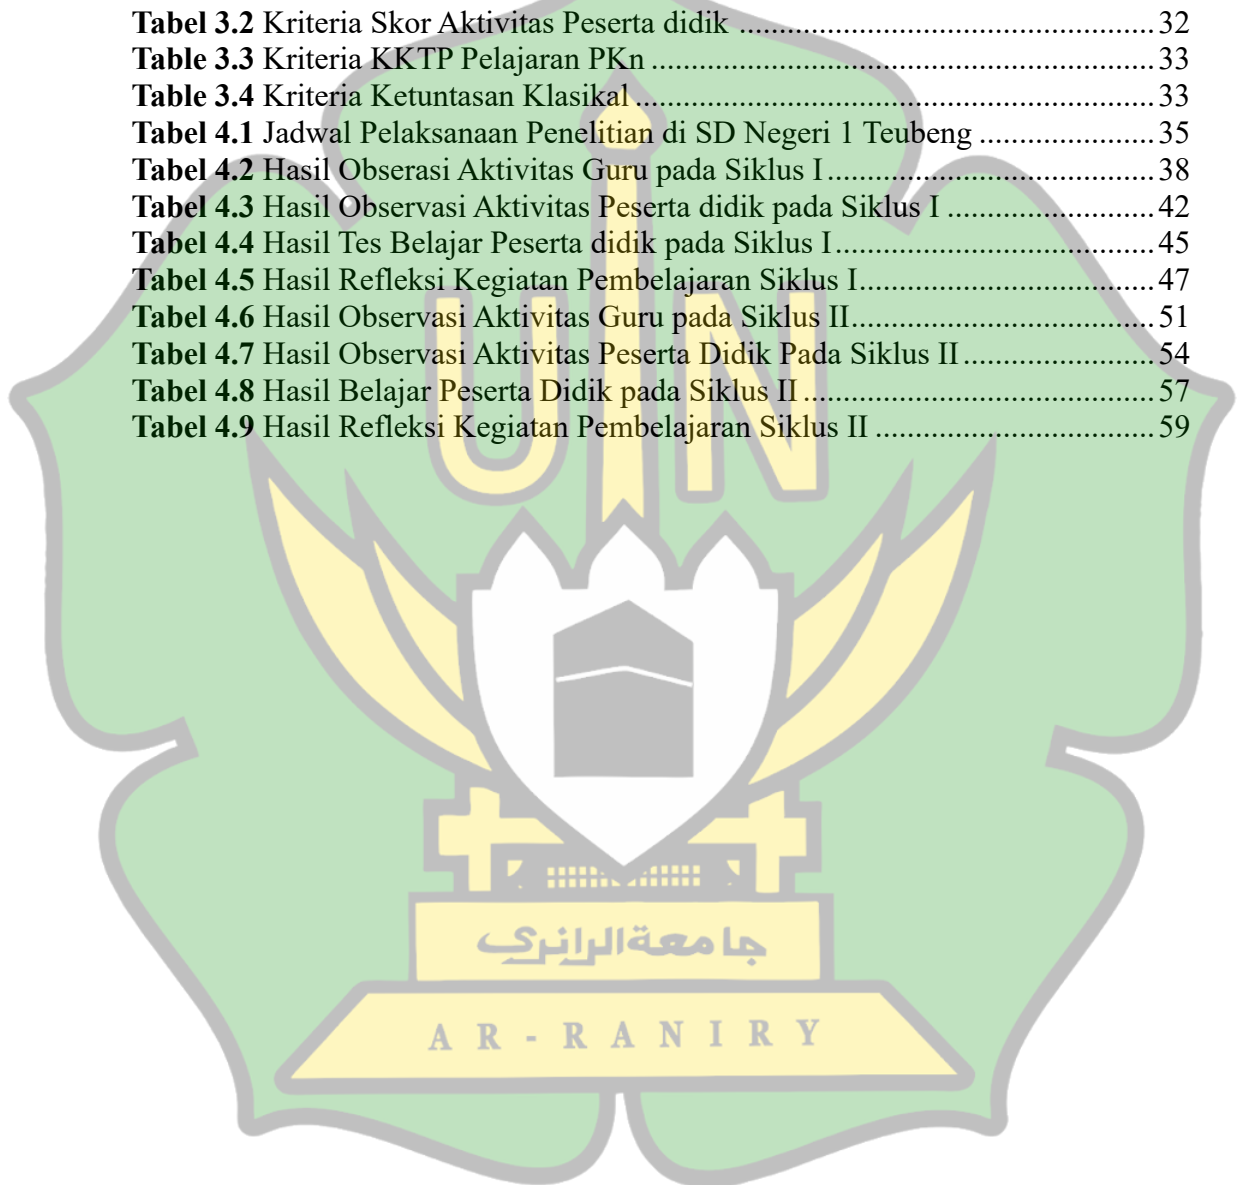 Tabel 3.2 Kriteria Skor Aktivitas Peserta didik ................................................. 32
Table 3.3 Kriteria KKTP Pelajaran PKn ........................................................... 33
Table 3.4 Kriteria Ketuntasan Klasikal ............................................................. 33
Tabel 4.1 Jadwal Pelaksanaan Penelitian di SD Negeri 1 Teubeng .................... 35
Tabel 4.2 Hasil Obserasi Aktivitas Guru pada Siklus I ....................................... 38
Tabel 4.3 Hasil Observasi Aktivitas Peserta didik pada Siklus I ........................ 42
Tabel 4.4 Hasil Tes Belajar Peserta didik pada Siklus I ...................................... 45
Tabel 4.5 Hasil Refleksi Kegiatan Pembelajaran Siklus I ................................... 47
Tabel 4.6 Hasil Observasi Aktivitas Guru pada Siklus II .................................... 51
Tabel 4.7 Hasil Observasi Aktivitas Peserta Didik Pada Siklus II ....................... 54
Tabel 4.8 Hasil Belajar Peserta Didik pada Siklus II .......................................... 57
Tabel 4.9 Hasil Refleksi Kegiatan Pembelajaran Siklus II .................................. 59
UIN
جامعةالرانري
AR-RANIRY